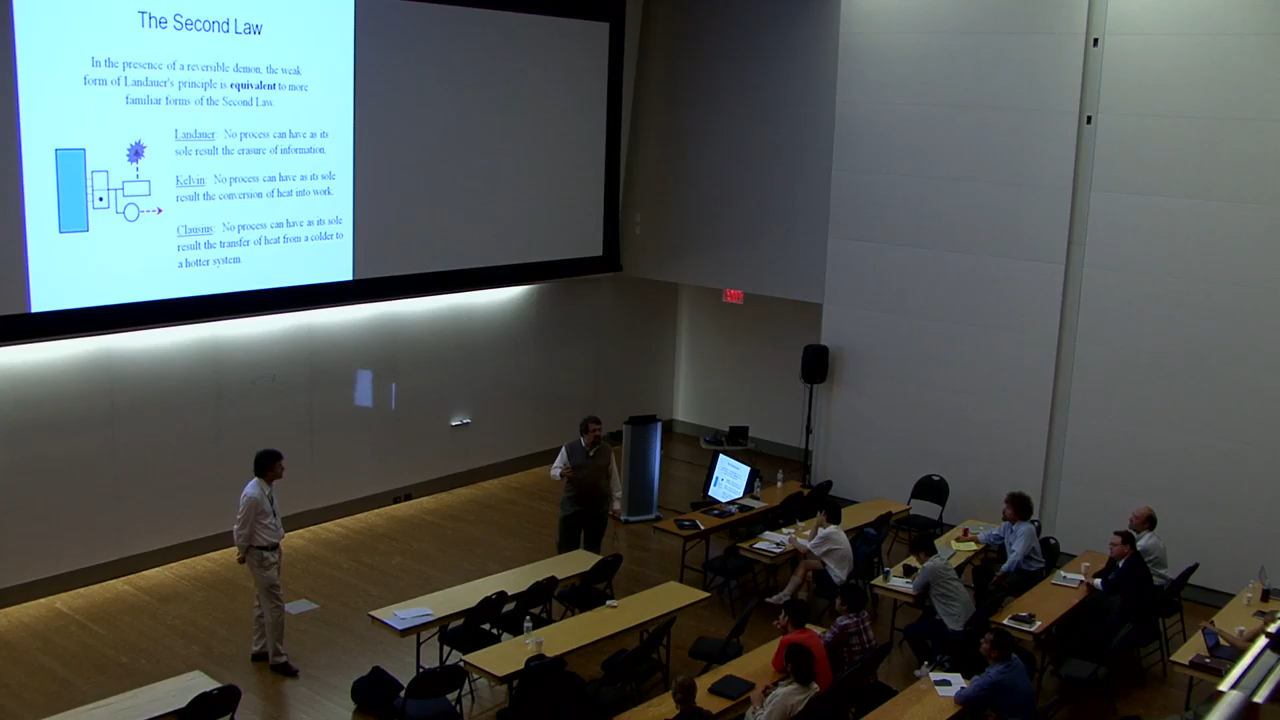 The Second Law
In the presence of a reversible demon, the weak
form of Landauer's principle is equivalent to more
familiar forms of the Second Law.
Landauer: No process can have as its
sole result the erasure of information.
Kelvin: No process can have as its sole
result the conversion of heat into work.
Clausius: No process can have as its sole
result the transfer of heat from a colder to
a hotter system.
EXIT